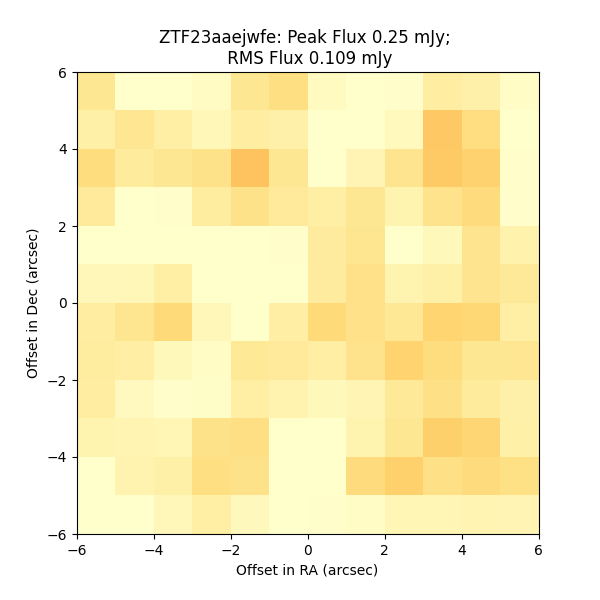 ZTF23aaejwfe: Peak Flux 0.25 mJy;
RMS Flux 0.109 mJy
6
4
2
0
−2
−4
−6
Offset in Dec (arcsec)
−6 −4 −2 0 2 4 6
Offset in RA (arcsec)